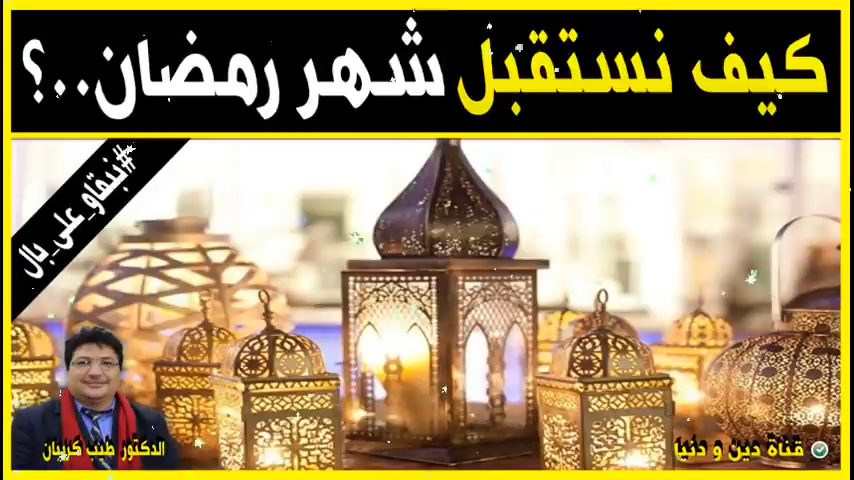 كيف نستقبل شهر رمضان..؟
#نبقاو_على_بال
الدكتور طيب كريبان
قناة دين و دنيا